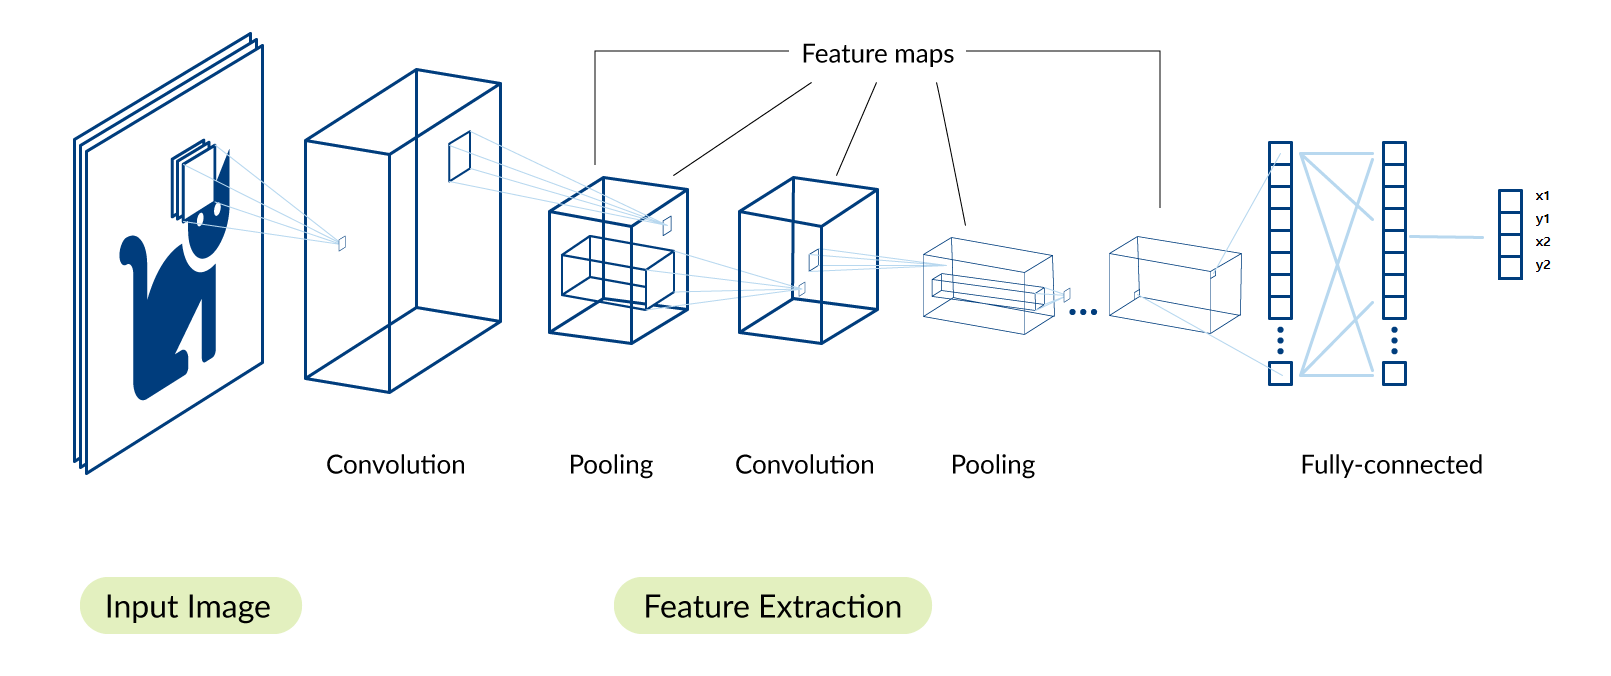 Feature maps
x1
y1
x2
y2
Convolution
Pooling
Convolution
Pooling
Fully-connected
Input Image
Feature Extraction